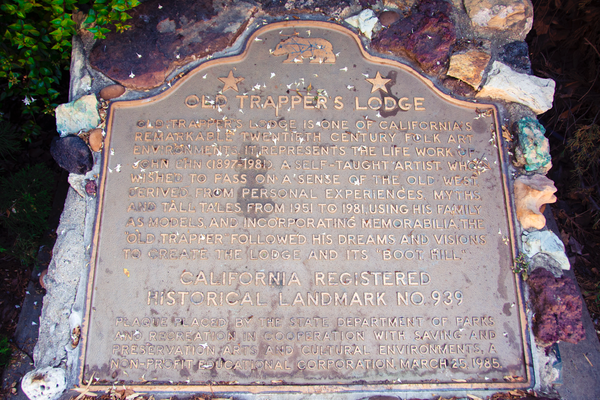 OLD TRAPPER'S LODGE
OLD TRAPPER'S LODGE IS ONE OF CALIFORNIA'S
REMARKABLE TWENTIETH CENTURY FOLK ART
ENVIRONMENTS. IT REPRESENTS THE LIFE WORK OF
JOHN EHN (1897-1981), A SELF-TAUGHT ARTIST WHO
WISHED TO PASS ON A SENSE OF THE OLD WEST,
DERIVED FROM PERSONAL EXPERIENCES, MYTHS,
AND TALL TALES. FROM 1951 TO 1981, USING HIS FAMILY
AS MODELS, AND INCORPORATING MEMORABILIA, THE
'OLD TRAPPER' FOLLOWED HIS DREAMS AND VISIONS
TO CREATE THE LODGE AND ITS 'BOOT HILL.'
CALIFORNIA REGISTERED
HISTORICAL LANDMARK NO. 939
PLAQUE PLACED BY THE STATE DEPARTMENT OF PARKS
AND RECREATION IN COOPERATION WITH SAVING AND
PRESERVATION ARTS AND CULTURAL ENVIRONMENTS, A
NON-PROFIT EDUCATIONAL CORPORATION MARCH 25, 1985.